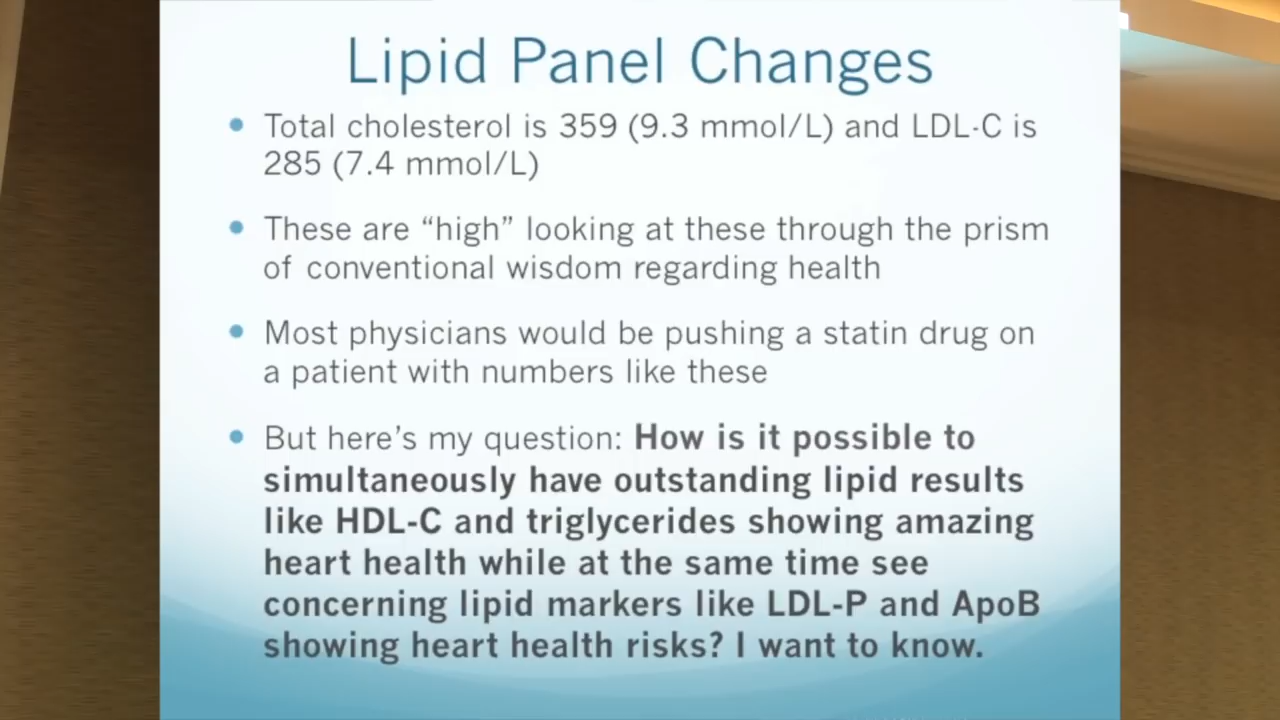 Lipid Panel Changes
• Total cholesterol is 359 (9.3 mmol/L) and LDL-C is
285 (7.4 mmol/L)
• These are “high” looking at these through the prism
of conventional wisdom regarding health
• Most physicians would be pushing a statin drug on
a patient with numbers like these
• But here’s my question: How is it possible to
simultaneously have outstanding lipid results
like HDL-C and triglycerides showing amazing
heart health while at the same time see
concerning lipid markers like LDL-P and ApoB
showing heart health risks? I want to know.